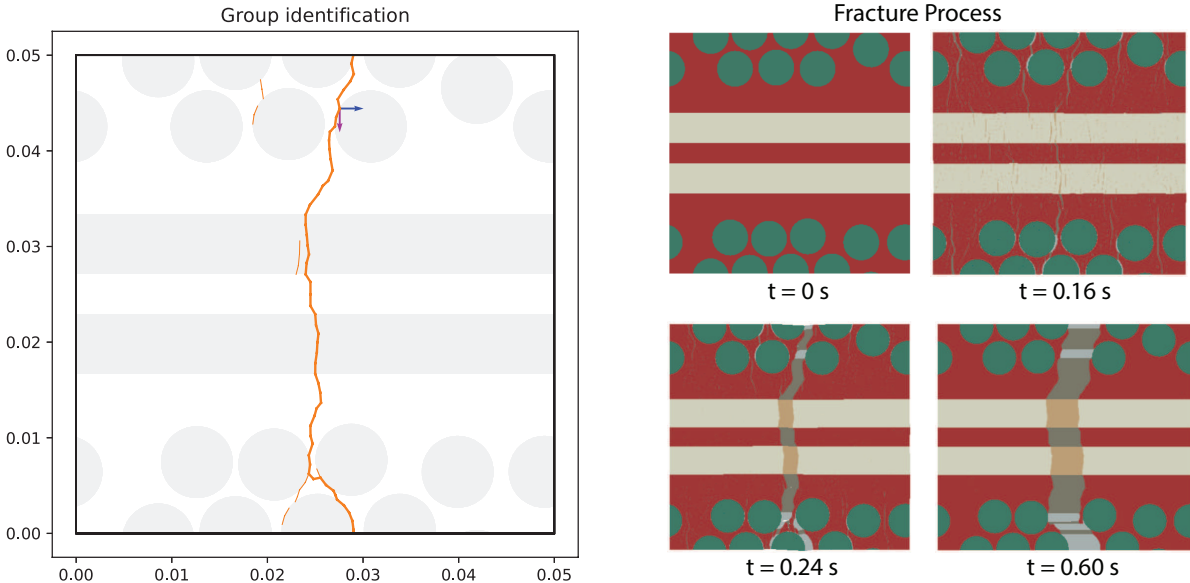 Group identification
0.05
0.04
0.03
0.02
0.01
0.00
0.00 0.01 0.02 0.03 0.04 0.05
Fracture Process
t = 0 s
t = 0.16 s
t = 0.24 s
t = 0.60 s